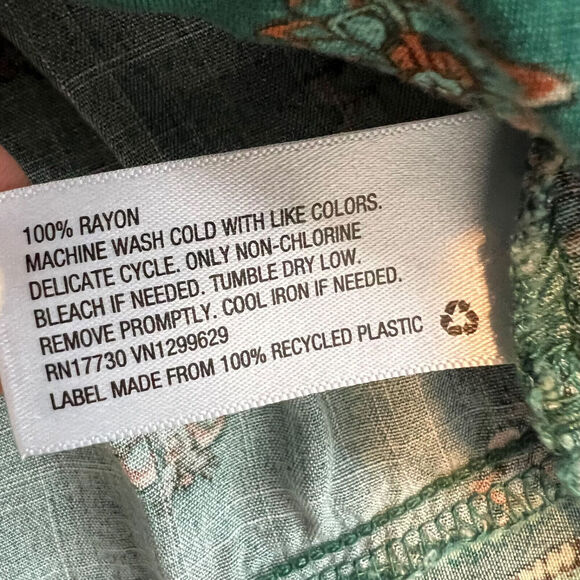 100% RAYON
MACHINE WASH COLD WITH LIKE COLORS.
DELICATE CYCLE. ONLY NON-CHLORINE
BLEACH IF NEEDED. TUMBLE DRY LOW.
REMOVE PROMPTLY. COOL IRON IF NEEDED.
RN17730 VN1299629
LABEL MADE FROM 100% RECYCLED PLASTIC